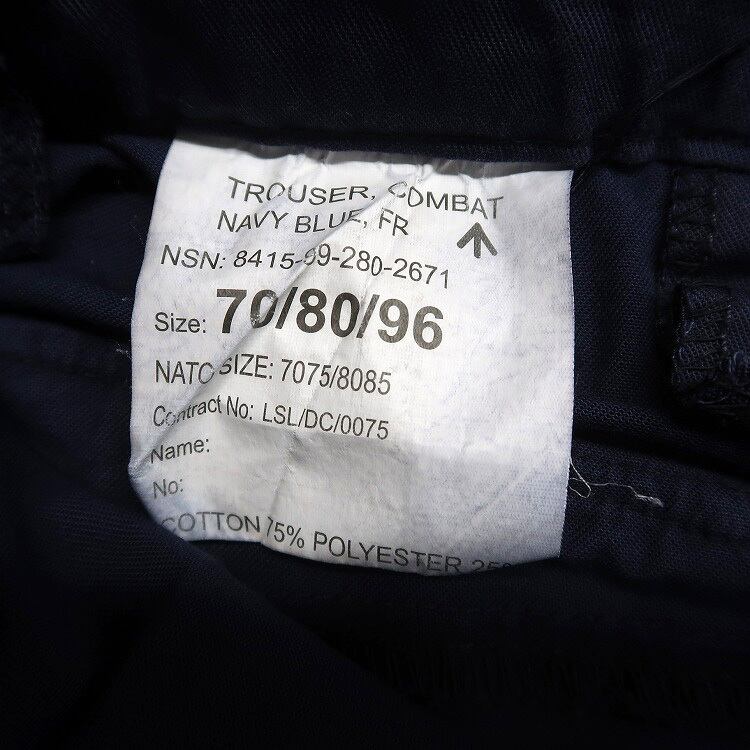 TROUSER, COMBAT
NAVY BLUE, FR
NSN: 8415-99-280-2671
Size: 70/80/96
NATO SIZE: 7075/8085
Contract No: LSL/DC/0075
Name:
No:
COTTON 75% POLYESTER 25%